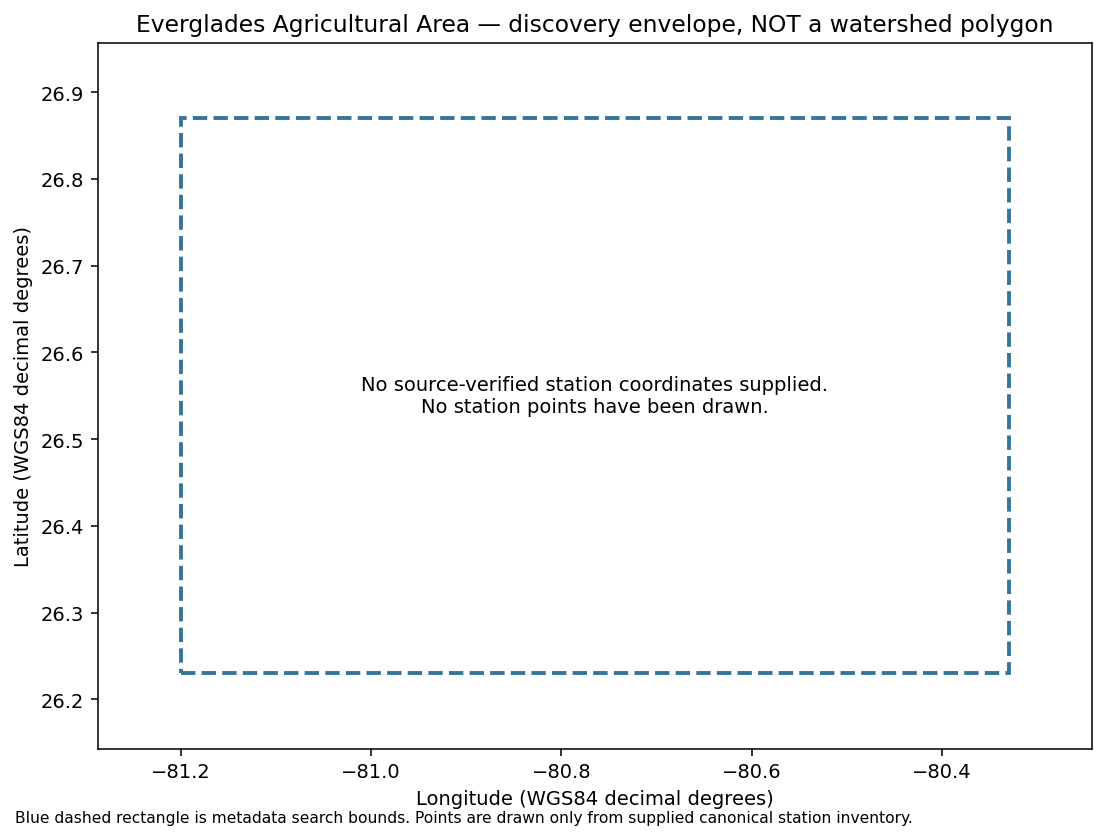 Everglades Agricultural Area — discovery envelope, NOT a watershed polygon
Latitude (WGS84 decimal degrees)
26.9
26.8
26.7
26.6
26.5
26.4
26.3
26.2
No source-verified station coordinates supplied.
No station points have been drawn.
−81.2
−81.0
−80.8
−80.6
−80.4
Longitude (WGS84 decimal degrees)
Blue dashed rectangle is metadata search bounds. Points are drawn only from supplied canonical station inventory.